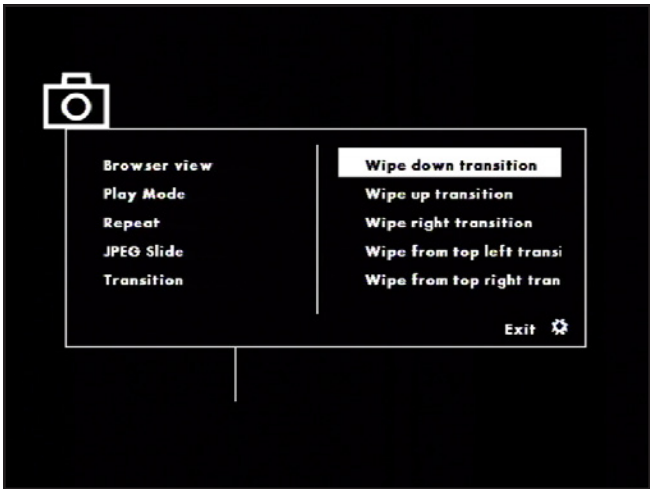 Browser view
Play Mode
Repeat
JPEG Slide
Transition
Wipe down transition
Wipe up transition
Wipe right transition
Wipe from top left transi
Wipe from top right tran
Exit